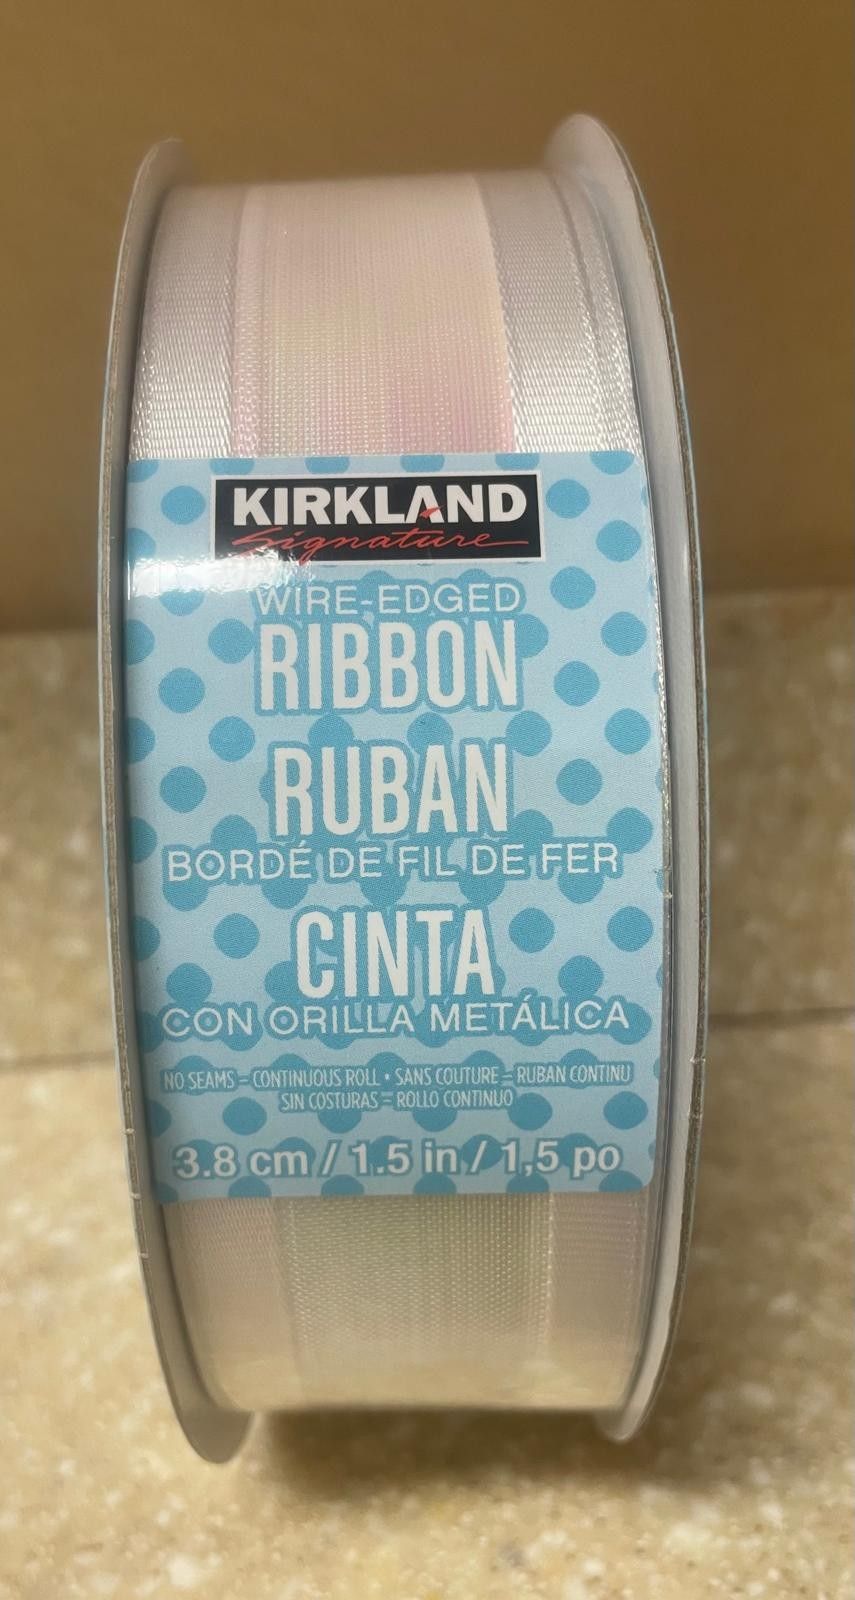 KIRKLAND
Signature
WIRE-EDGED
RIBBON
RUBAN
BORDÉ DE FIL DE FER
CINTA
CON ORILLA METÁLICA
NO SEAMS = CONTINUOUS ROLL • SANS COUTURE = RUBAN CONTINU
SIN COSTURAS = ROLLO CONTINUO
3.8 cm / 1.5 in / 1,5 po